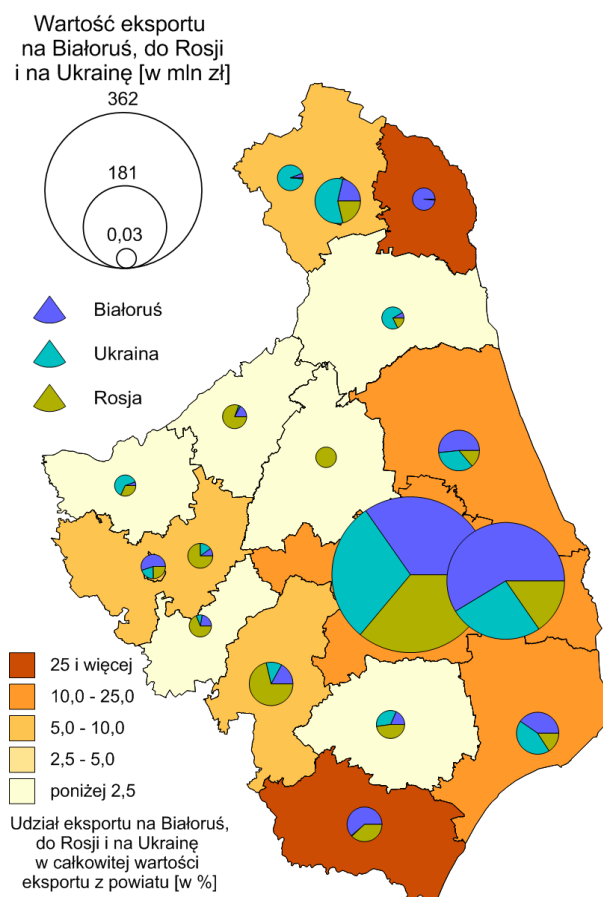 Wartość eksportu
na Białoruś, do Rosji
i na Ukrainę [w mln zł]
362
181
0,03
Białoruś
Ukraina
Rosja
25 i więcej
10,0 - 25,0
5,0 - 10,0
2,5 - 5,0
poniżej 2,5
Udział eksportu na Białoruś,
do Rosji i na Ukrainę
w całkowitej wartości
eksportu z powiatu [w %]